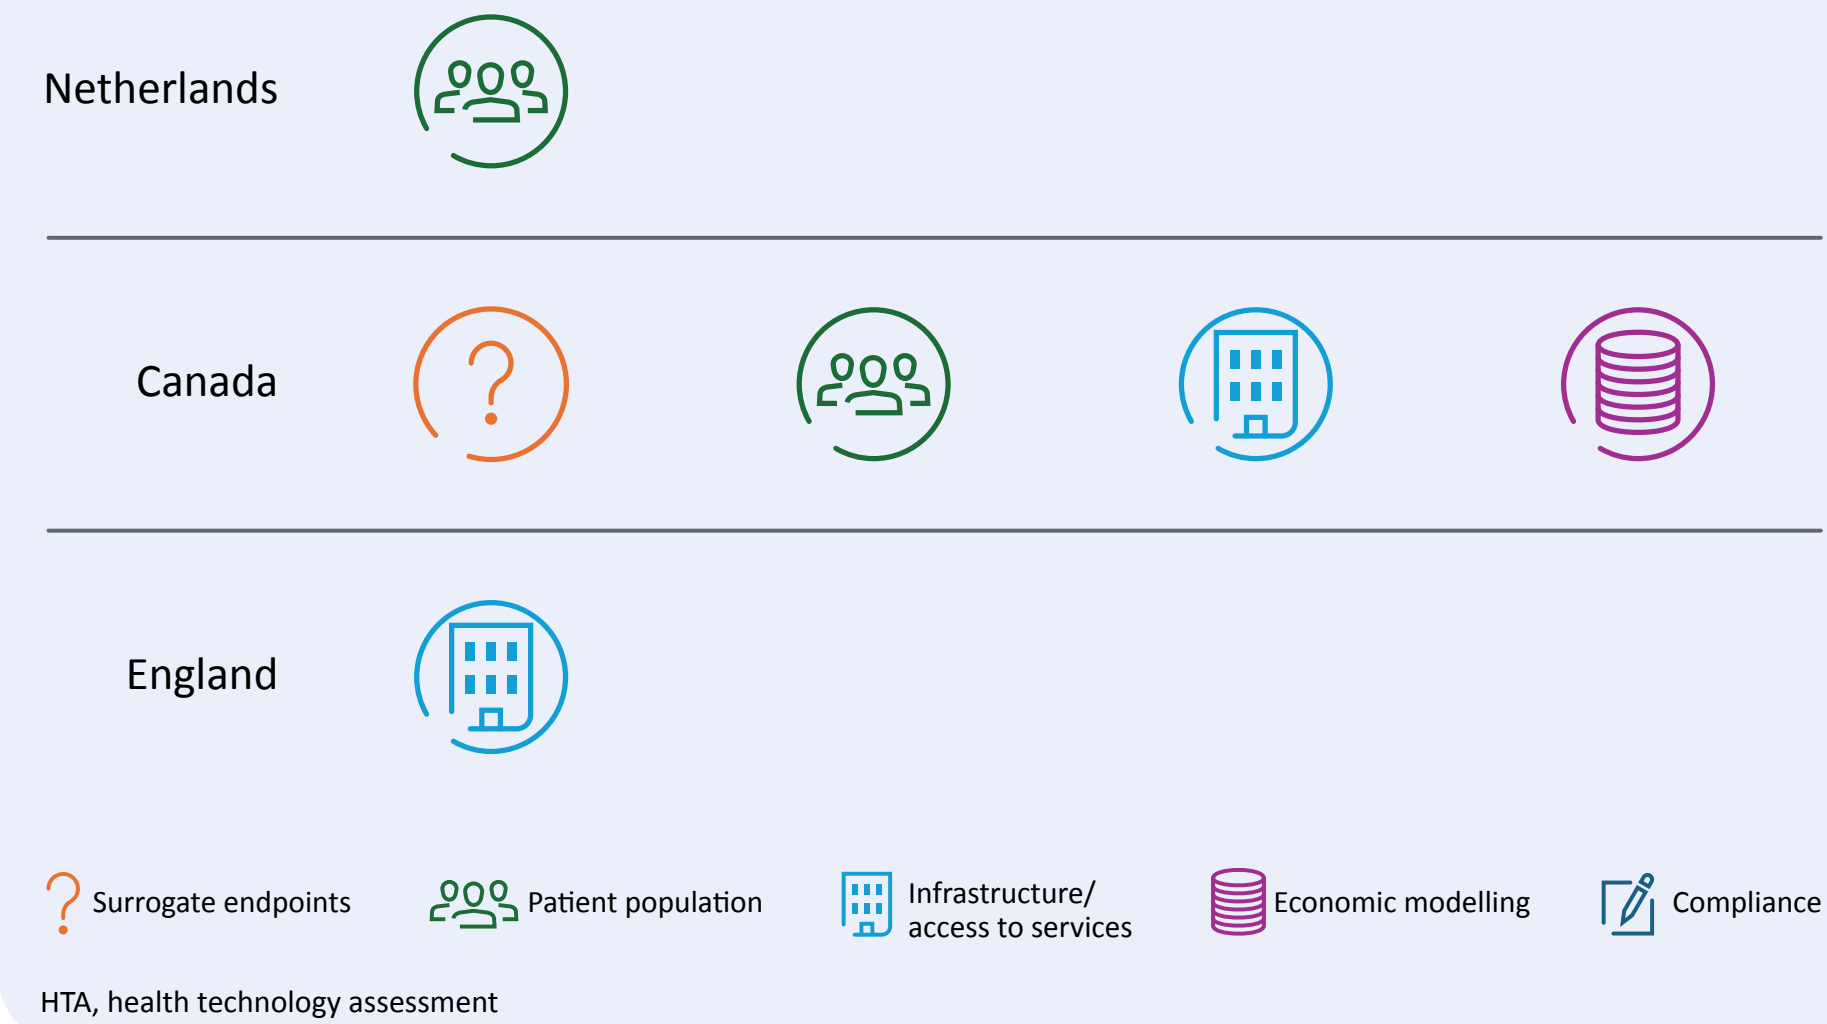 Netherlands
Canada
England
Surrogate endpoints
Patient population
Infrastructure/
access to services
Economic modelling
Compliance
HTA, health technology assessment